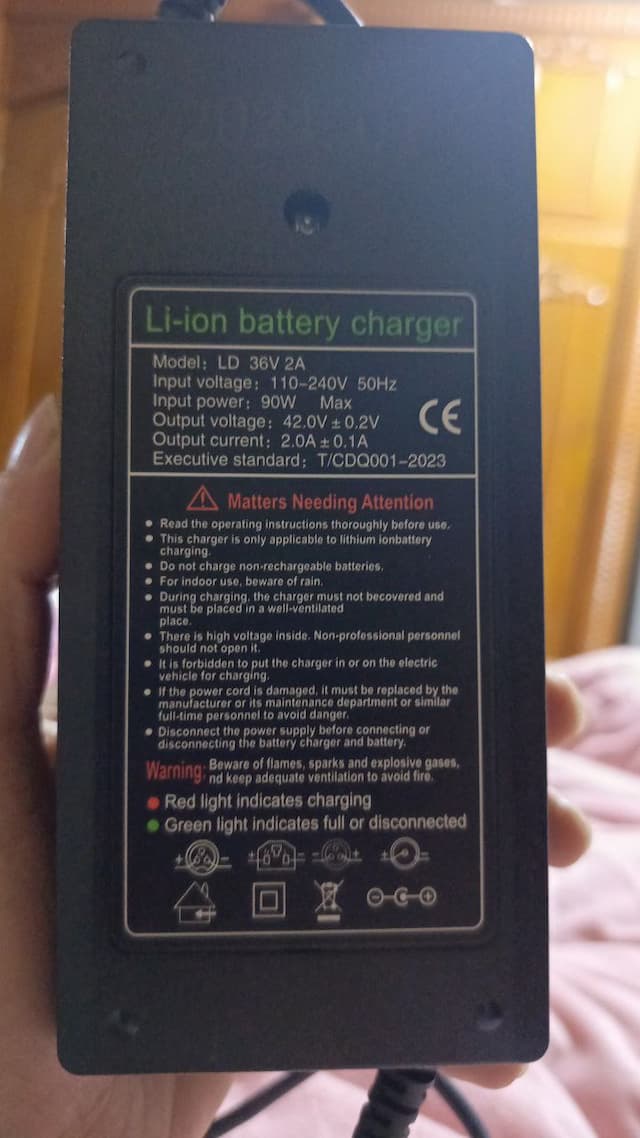 Li-ion battery charger
Model: LD 36V 2A
Input voltage: 110-240V 50Hz
Input power: 90W Max
Output voltage: 42.0V ± 0.2V
Output current: 2.0A ± 0.1A
Executive standard: T/CDQ001-2023
CE
Matters Needing Attention
● Read the operating instructions thoroughly before use.
● This charger is only applicable to lithium ionbattery
charging.
● Do not charge non-rechargeable batteries.
● For indoor use, beware of rain.
● During charging, the charger must not becovered and
must be placed in a well-ventilated
place.
● There is high voltage inside. Non-professional personnel
should not open it.
● It is forbidden to put the charger in or on the electric
vehicle for charging.
● If the power cord is damaged, it must be replaced by the
manufacturer or its maintenance department or similar
full-time personnel to avoid danger.
● Disconnect the power supply before connecting or
disconnecting the battery charger and battery.
Warning: Beware of flames, sparks and explosive gases,
nd keep adequate ventilation to avoid fire.
● Red light indicates charging
● Green light indicates full or disconnected